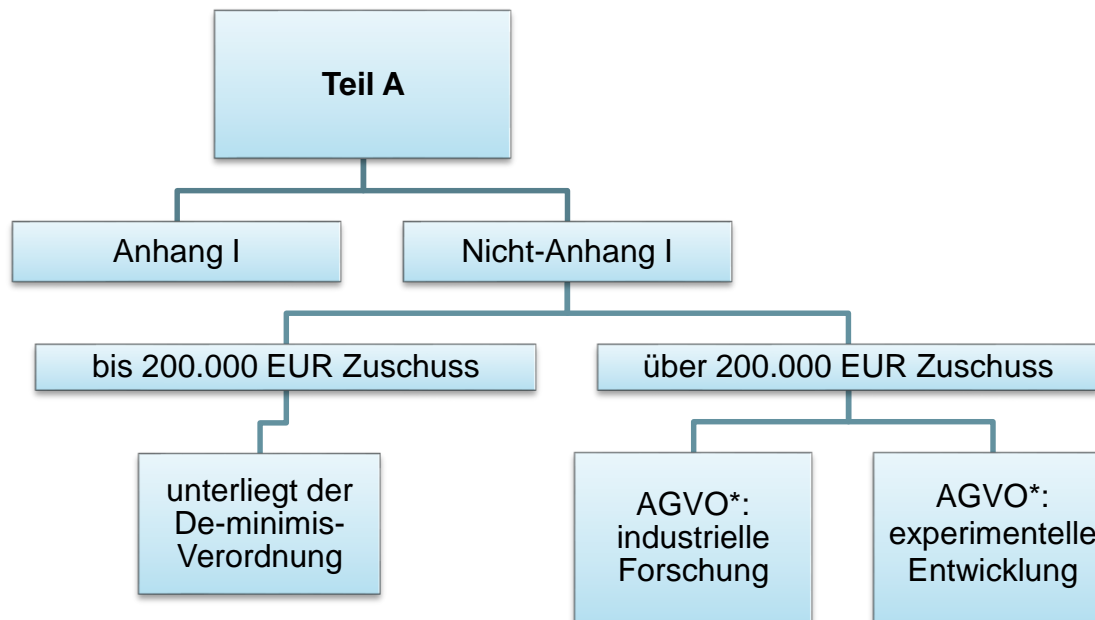 Teil A
Anhang I
Nicht-Anhang I
bis 200.000 EUR Zuschuss
über 200.000 EUR Zuschuss
unterliegt der
De-minimis-
Verordnung
AGVO*:
industrielle
Forschung
AGVO*:
experimentelle
Entwicklung